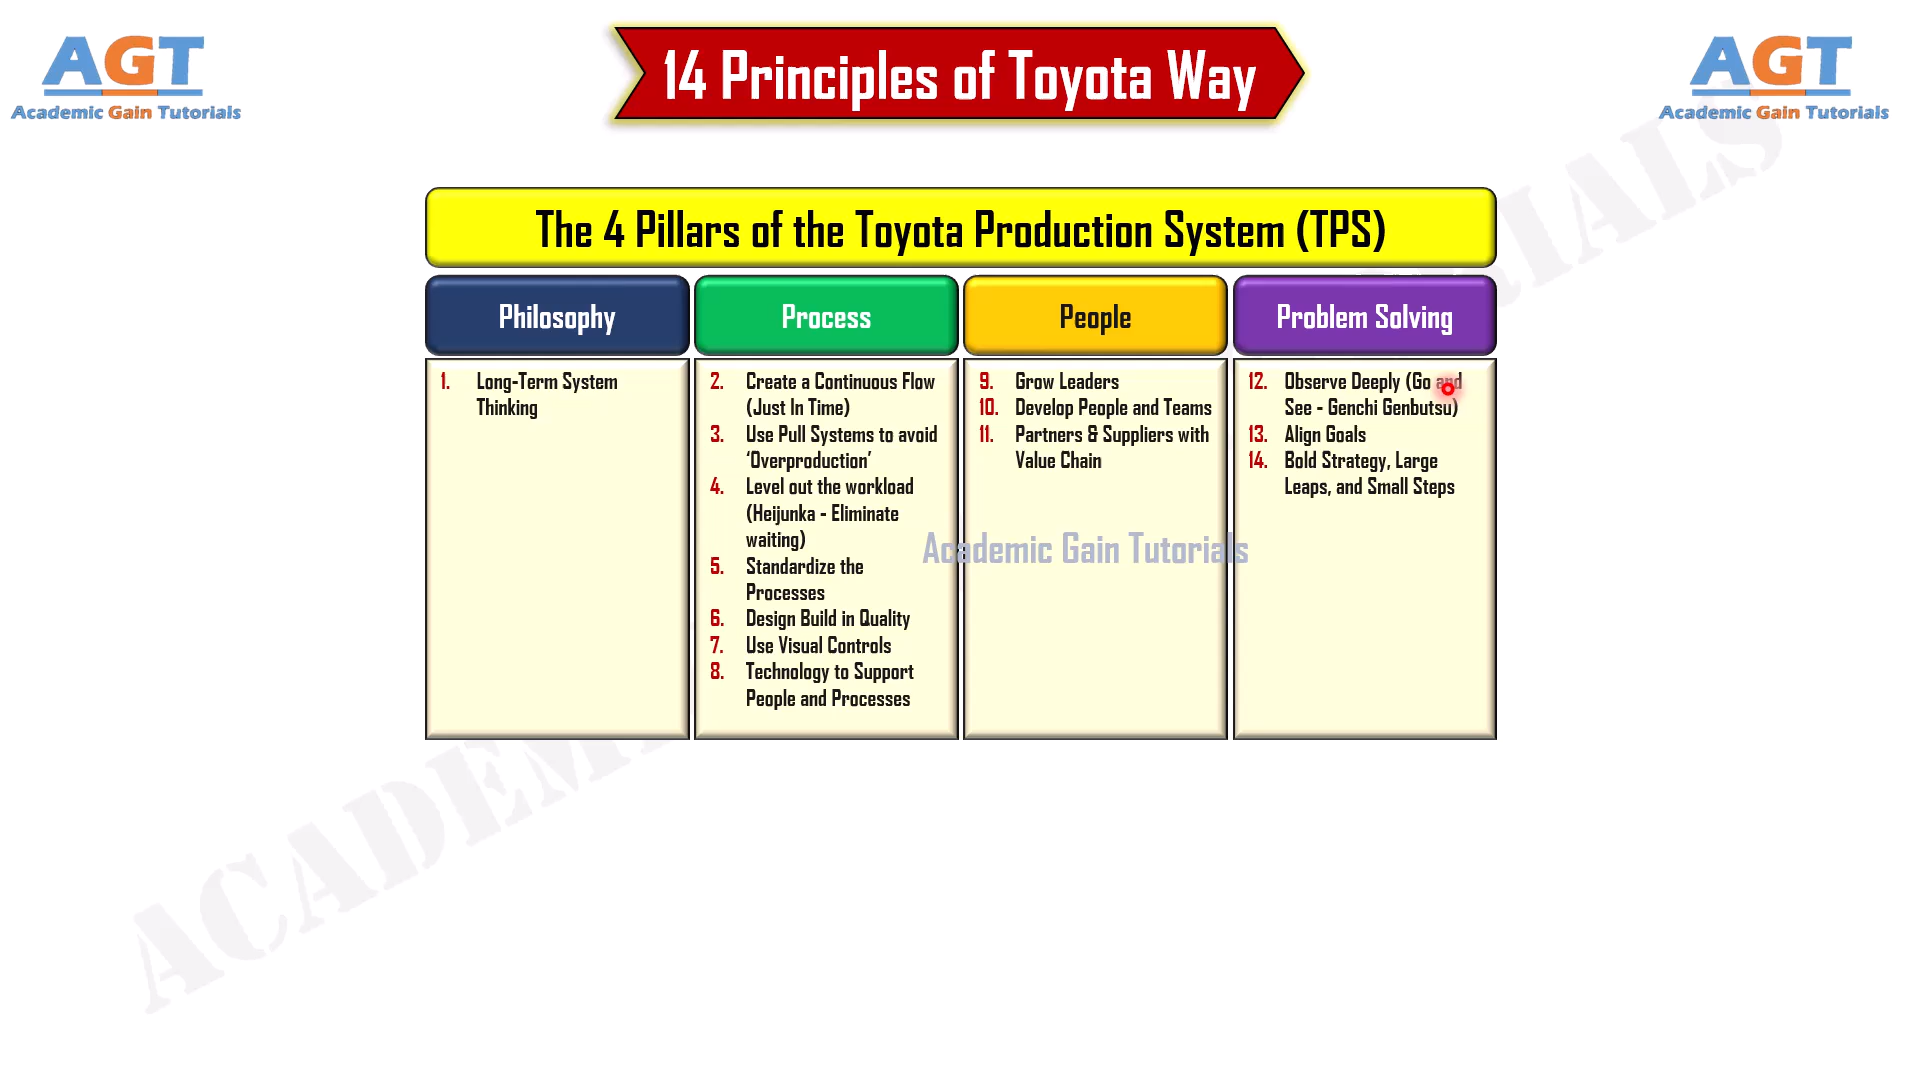 AGT
Academic Gain Tutorials
14 Principles of Toyota Way
AGT
Academic Gain Tutorials
The 4 Pillars of the Toyota Production System (TPS)
Philosophy
1. Long-Term System
Thinking
Process
2. Create a Continuous Flow
(Just In Time)
3. Use Pull Systems to avoid
‘Overproduction’
4. Level out the workload
(Heijunka - Eliminate
waiting)
5. Standardize the
Processes
6. Design Build in Quality
7. Use Visual Controls
8. Technology to Support
People and Processes
People
9. Grow Leaders
10. Develop People and Teams
11. Partners & Suppliers with
Value Chain
Problem Solving
12. Observe Deeply (Go and
See - Genchi Genbutsu)
13. Align Goals
14. Bold Strategy, Large
Leaps, and Small Steps
Academic Gain Tutorials